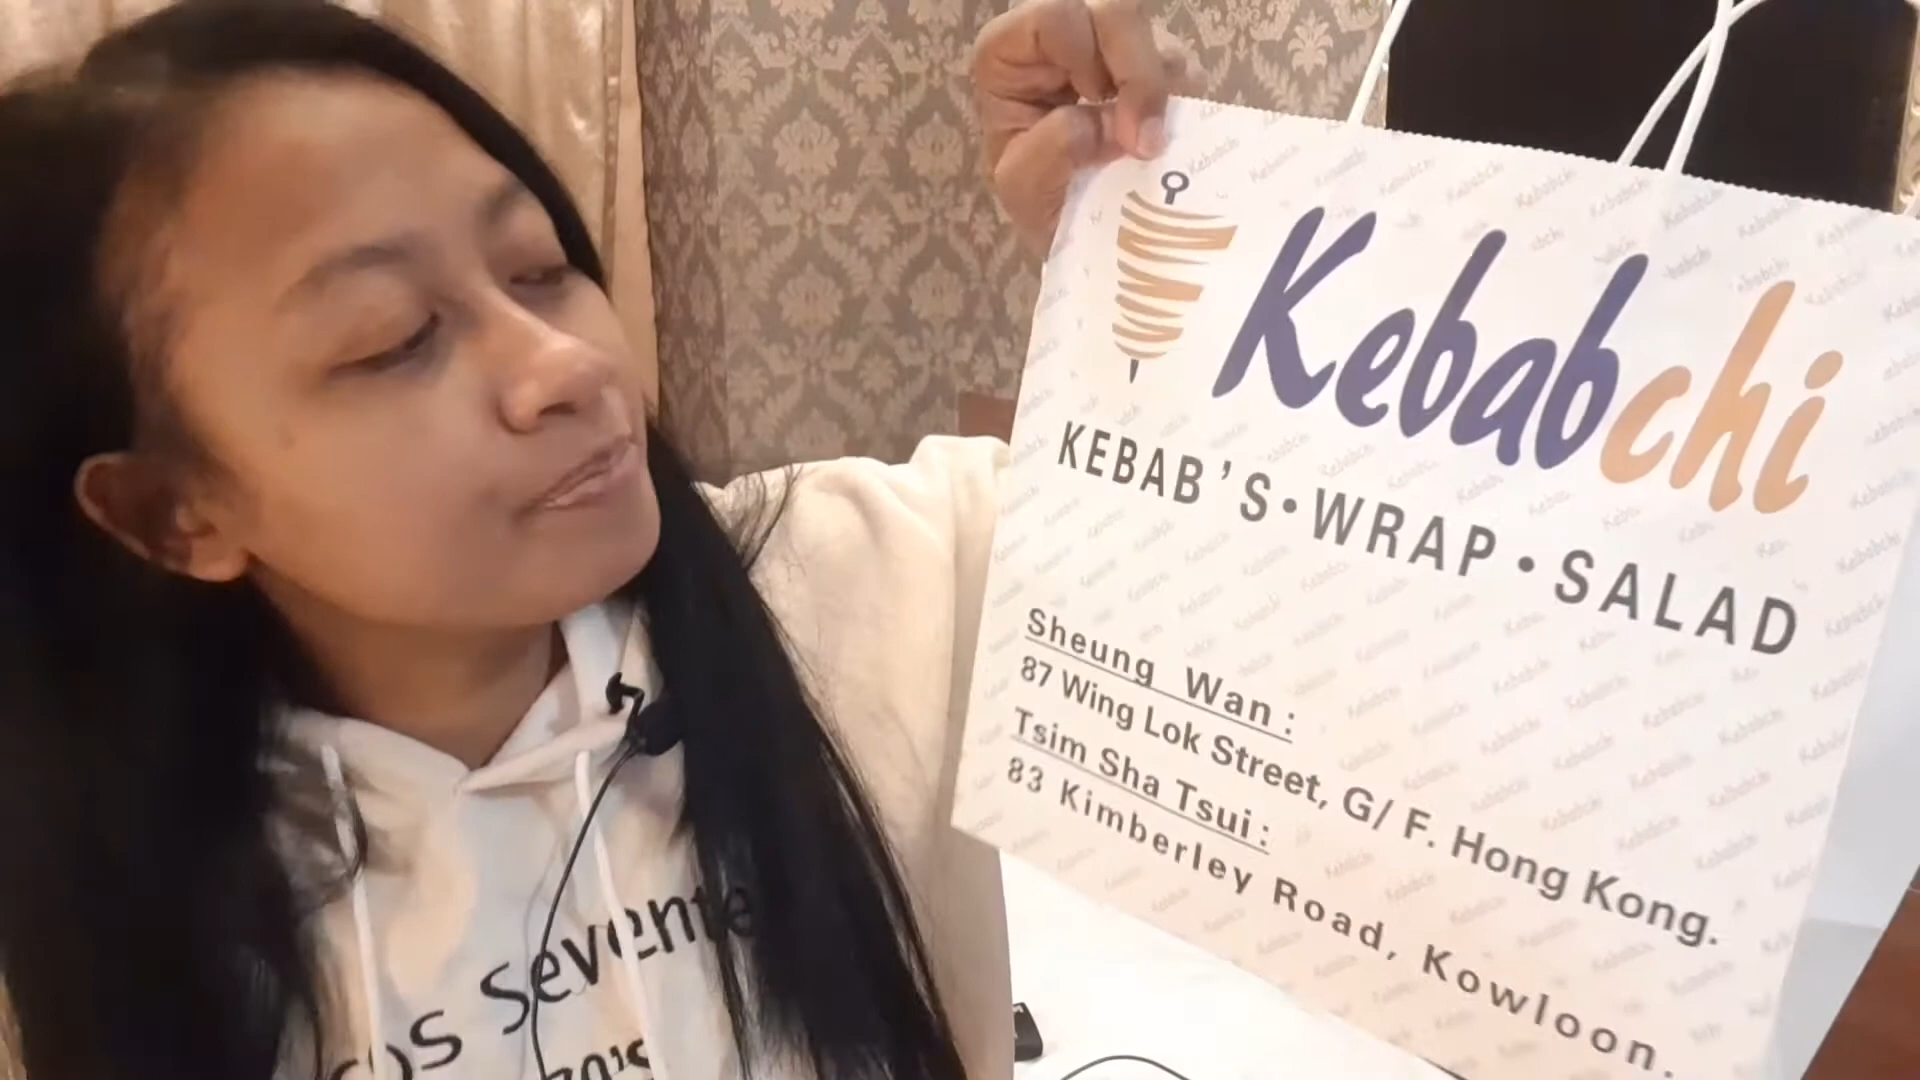 Kebabchi
KEBAB'S • WRAP • SALAD
Sheung Wan :
87 Wing Lok Street, G/ F. Hong Kong.
Tsim Sha Tsui :
83 Kimberley Road, Kowloon.
70's